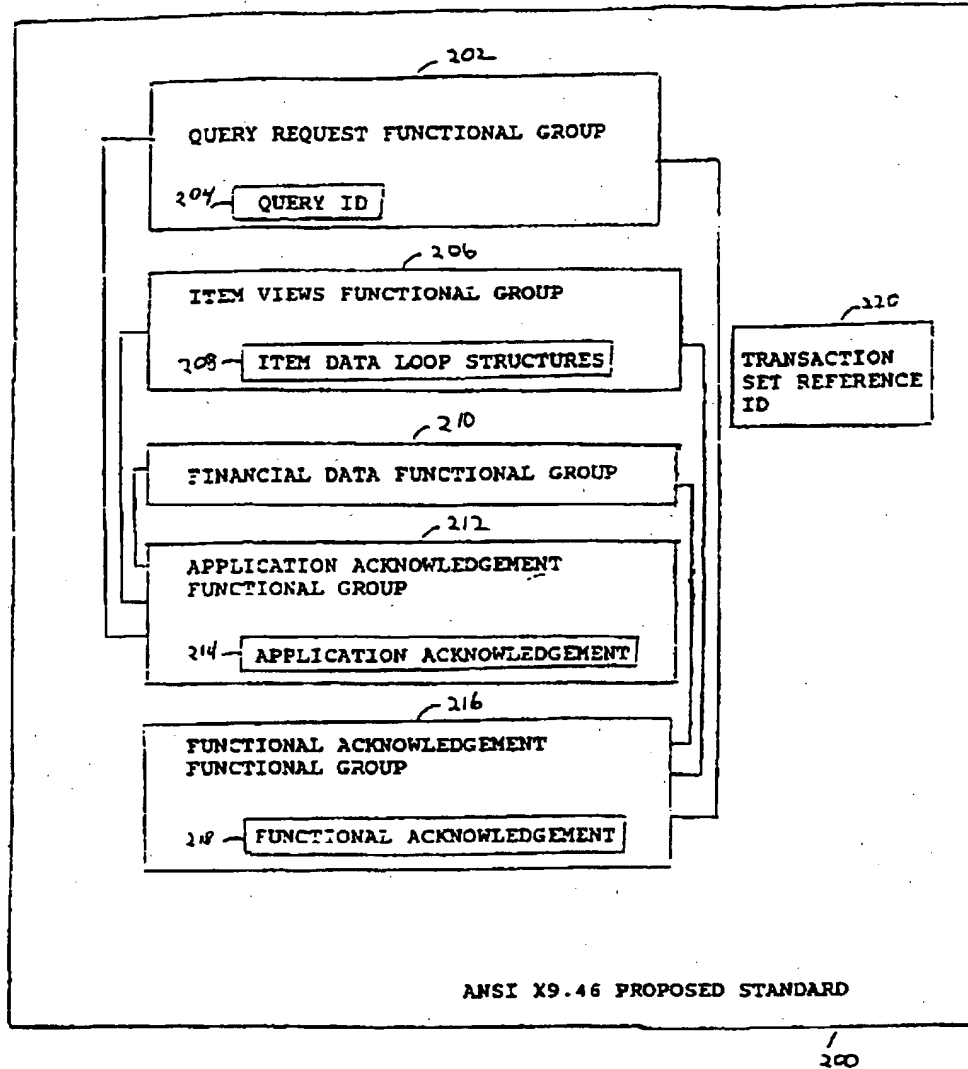 202
QUERY REQUEST FUNCTIONAL GROUP
204 QUERY ID
206
ITEM VIEWS FUNCTIONAL GROUP
208 ITEM DATA LOOP STRUCTURES
220
TRANSACTION
SET REFERENCE
ID
210
FINANCIAL DATA FUNCTIONAL GROUP
212
APPLICATION ACKNOWLEDGEMENT
FUNCTIONAL GROUP
214 APPLICATION ACKNOWLEDGEMENT
216
FUNCTIONAL ACKNOWLEDGEMENT
FUNCTIONAL GROUP
218 FUNCTIONAL ACKNOWLEDGEMENT
ANSI X9.46 PROPOSED STANDARD
200